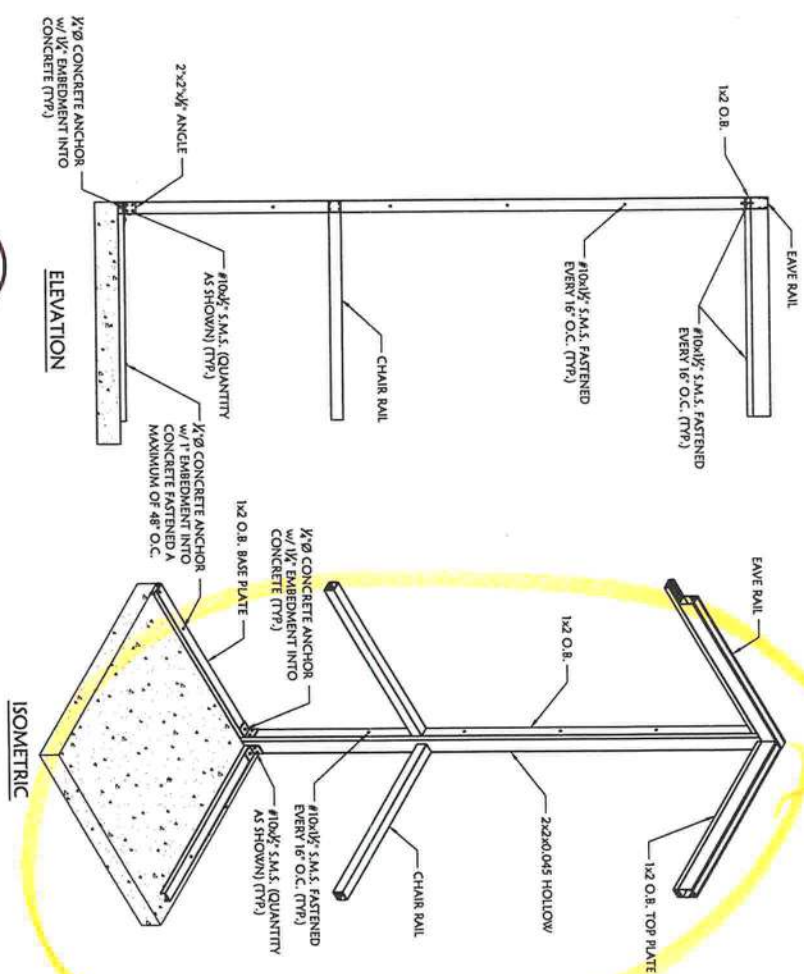 1x2 O.B.
EAVE RAIL
#10x1½" S.M.S. FASTENED
EVERY 16" O.C. (TYP.)
#10x1½" S.M.S. FASTENED
EVERY 16" O.C. (TYP.)
CHAIR RAIL
2"x2"x⅛" ANGLE
#10x½" S.M.S. (QUANTITY
AS SHOWN) (TYP.)
¼"Ø CONCRETE ANCHOR
w/ 1¼" EMBEDMENT INTO
CONCRETE (TYP.)
¼"Ø CONCRETE ANCHOR
w/ 1" EMBEDMENT INTO
CONCRETE FASTENED A
MAXIMUM OF 48" O.C.
ELEVATION
EAVE RAIL
1x2 O.B. TOP PLATE
1x2 O.B.
2x2x0.045 HOLLOW
CHAIR RAIL
¼"Ø CONCRETE ANCHOR
w/ 1¼" EMBEDMENT INTO
CONCRETE (TYP.)
#10x1½" S.M.S. FASTENED
EVERY 16" O.C. (TYP.)
1x2 O.B. BASE PLATE
#10x½" S.M.S. (QUANTITY
AS SHOWN) (TYP.)
ISOMETRIC